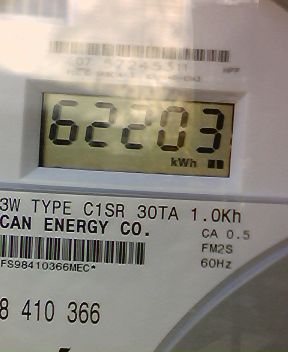 62203
kWh
3W TYPE C1SR 30TA 1.0Kh
CAN ENERGY CO.
CA 0.5
FM2S
60Hz
FS98410366MEC*
8 410 366